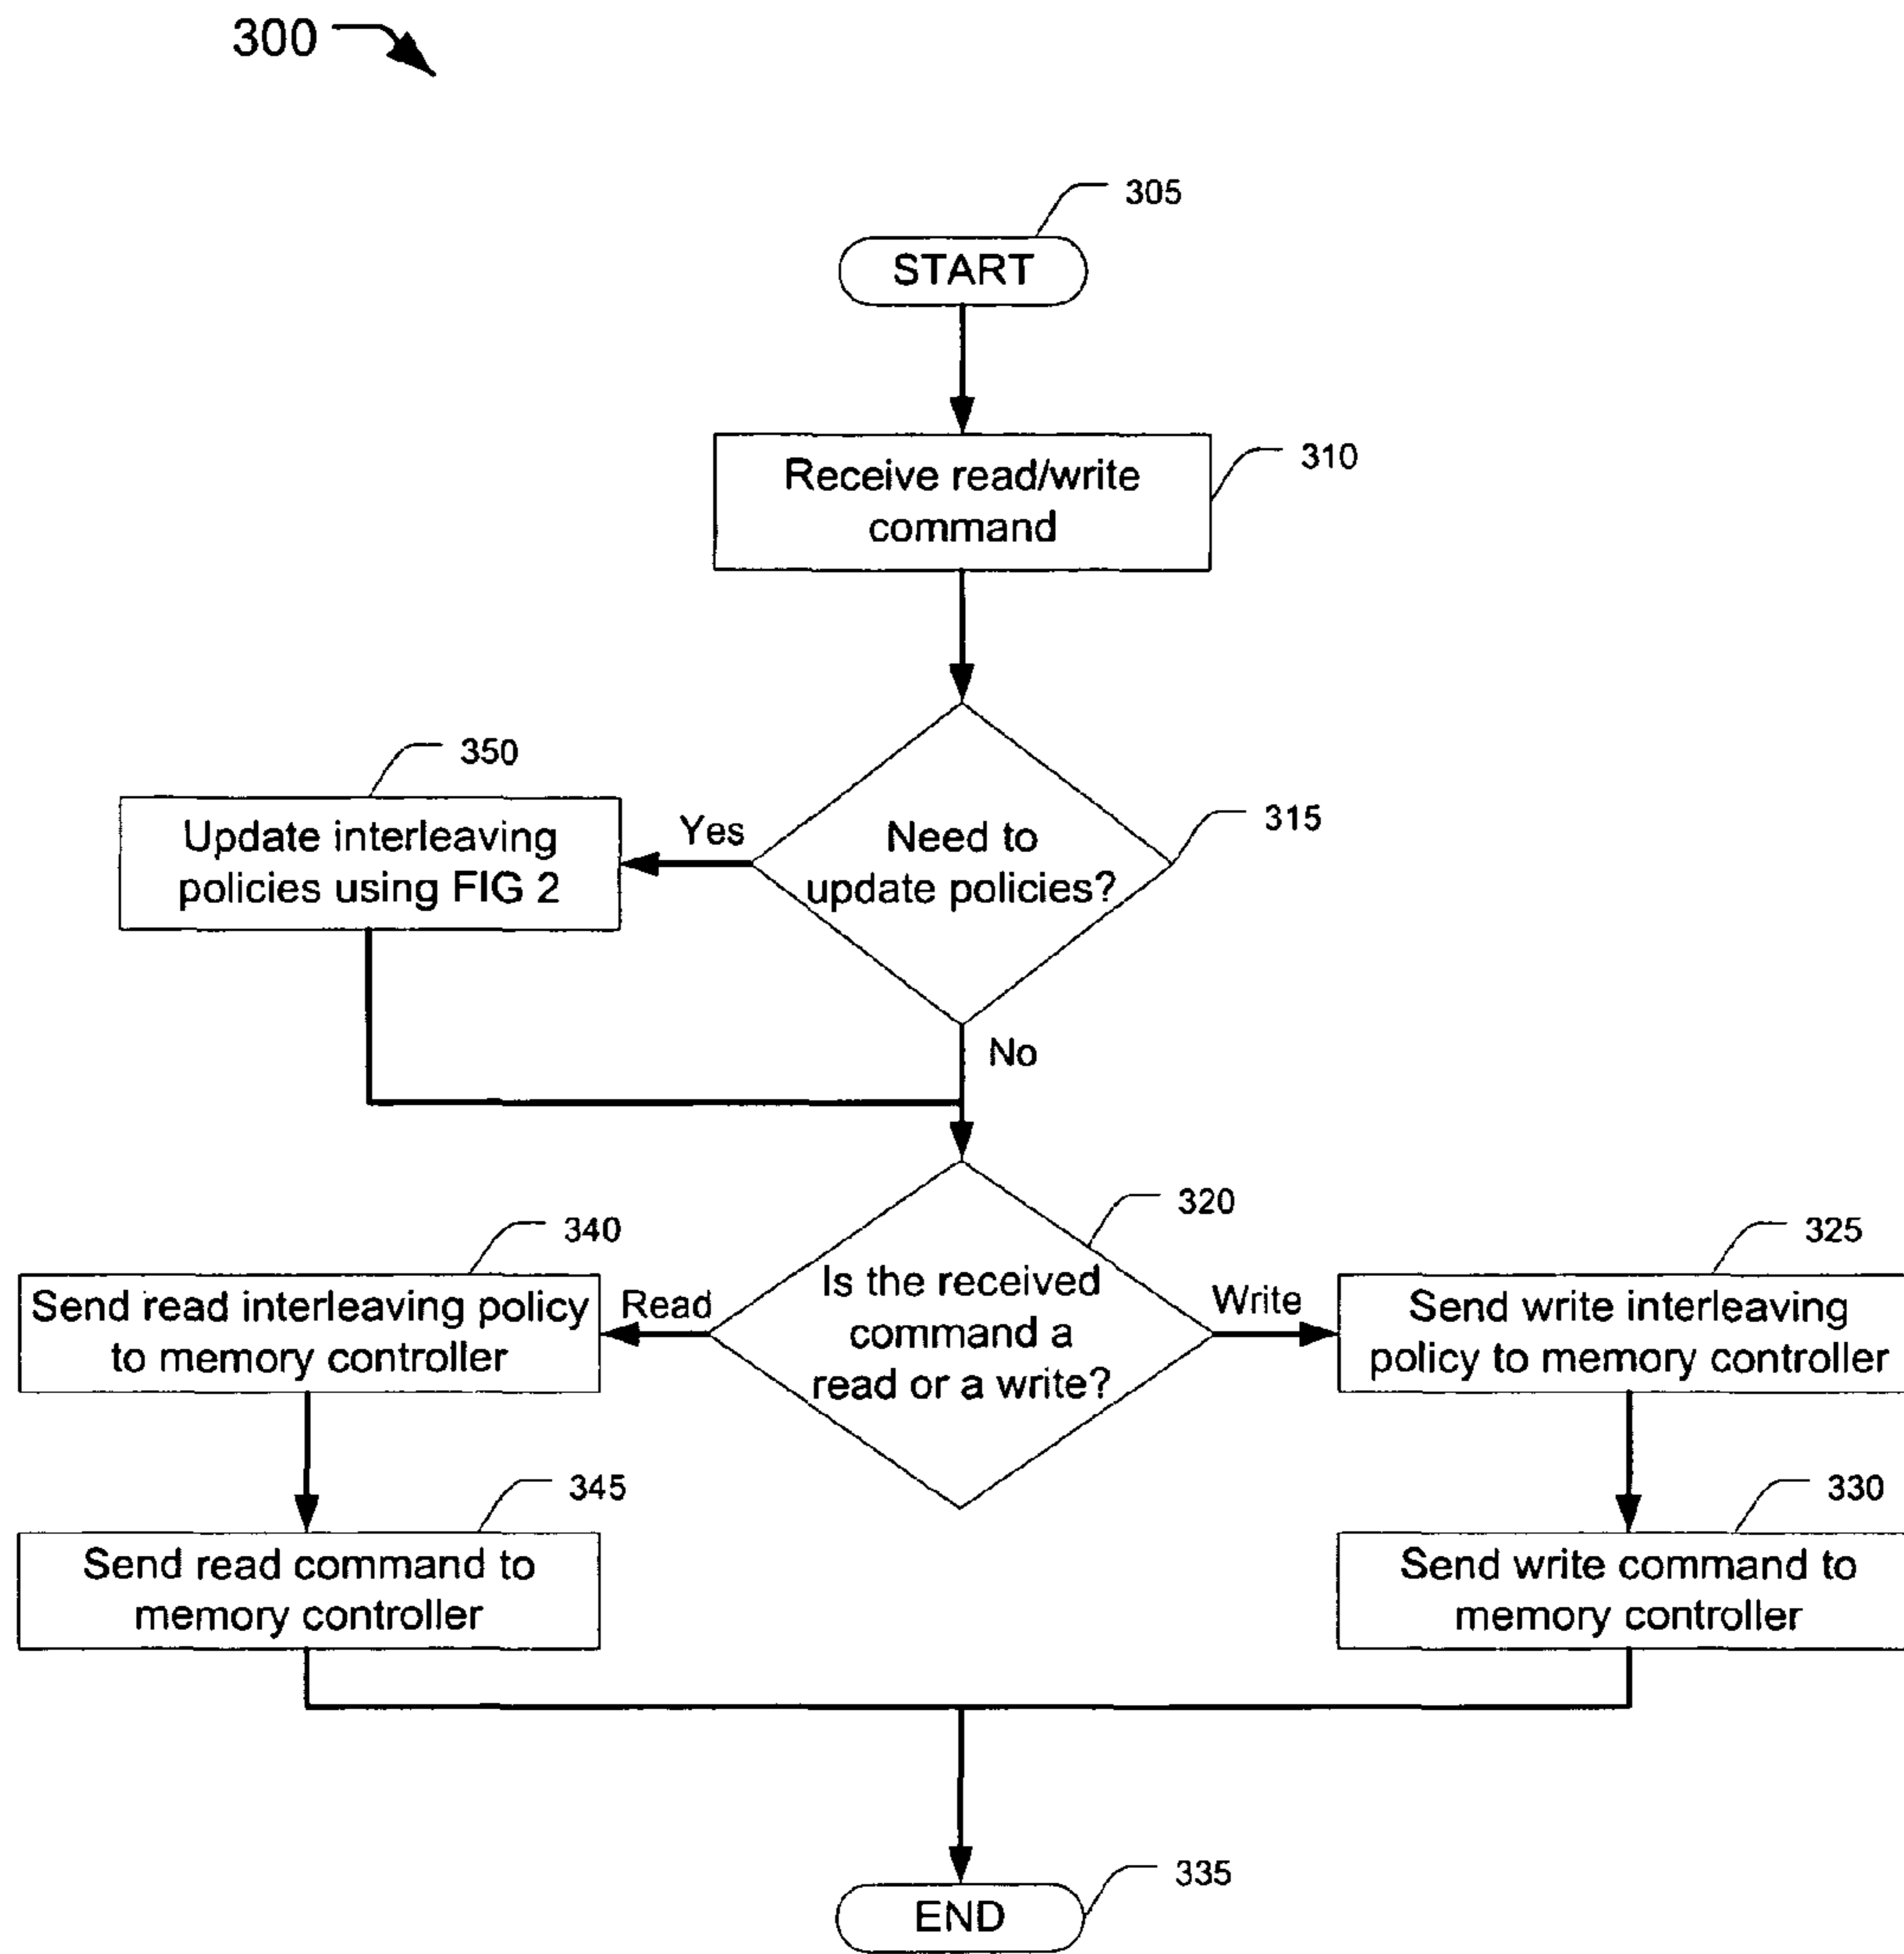 300
305
START
310
Receive read/write
command
350
315
Update interleaving
policies using FIG 2
Yes
Need to
update policies?
No
320
340
325
Send read interleaving policy
to memory controller
Read
Is the received
command a
read or a write?
Write
Send write interleaving
policy to memory controller
345
330
Send read command to
memory controller
Send write command to
memory controller
335
END